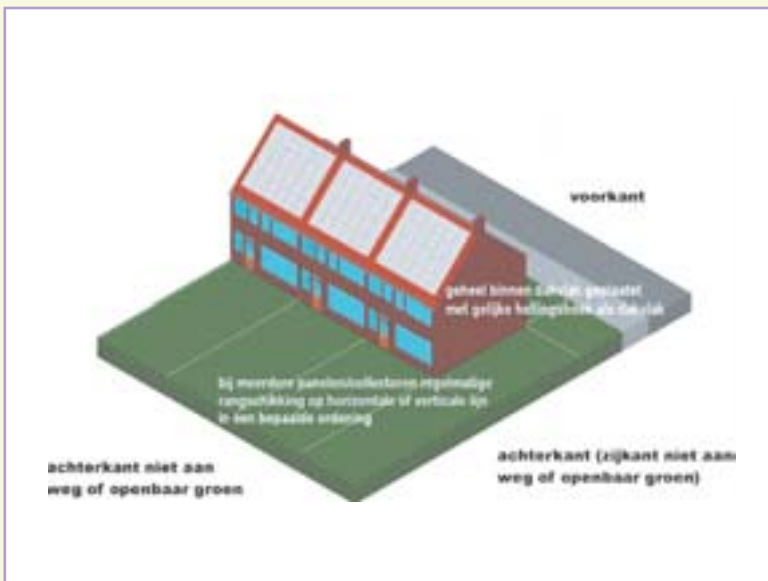 voorkant
geheel binnen dakvlak geplaatst
met gelijke hellingshoek als dakvlak
bij meerdere panelen/collectoren regelmatige
rangschikking op horizontale of verticale lijn
in een bepaalde ordening
achterkant niet aan
weg of openbaar groen
achterkant (zijkant niet aan
weg of openbaar groen)